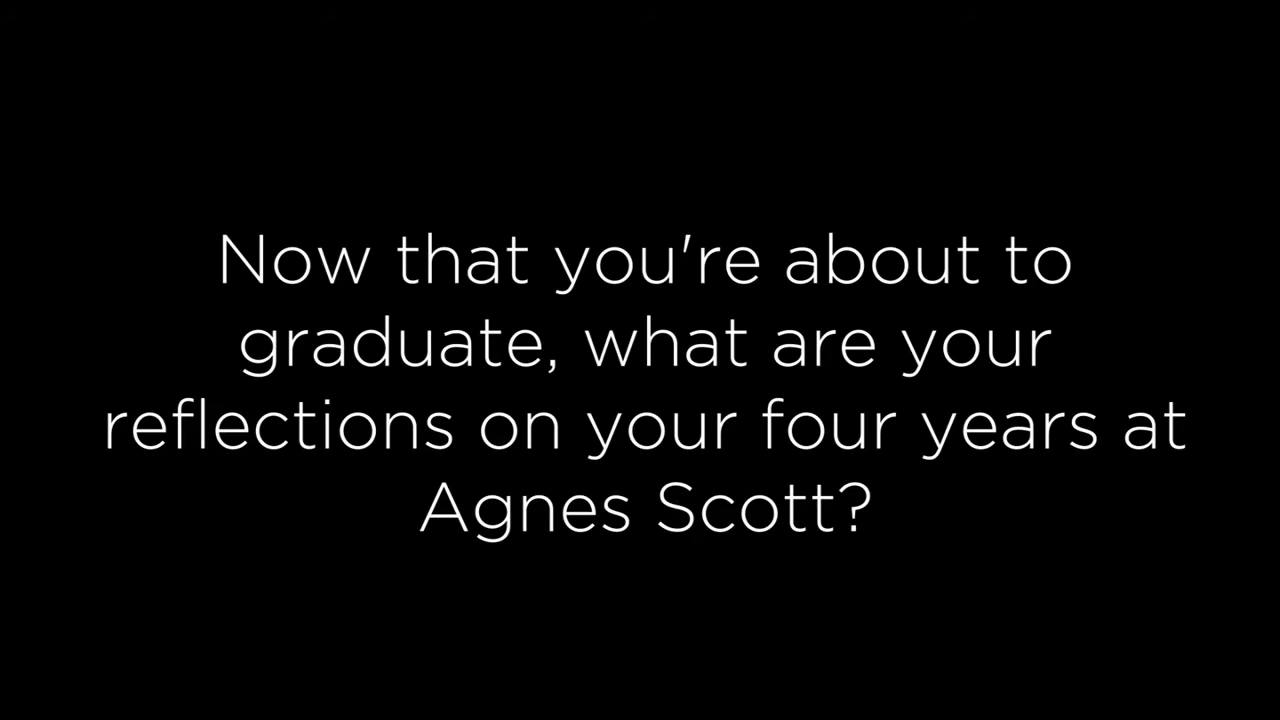 Now that you're about to
graduate, what are your
reflections on your four years at
Agnes Scott?